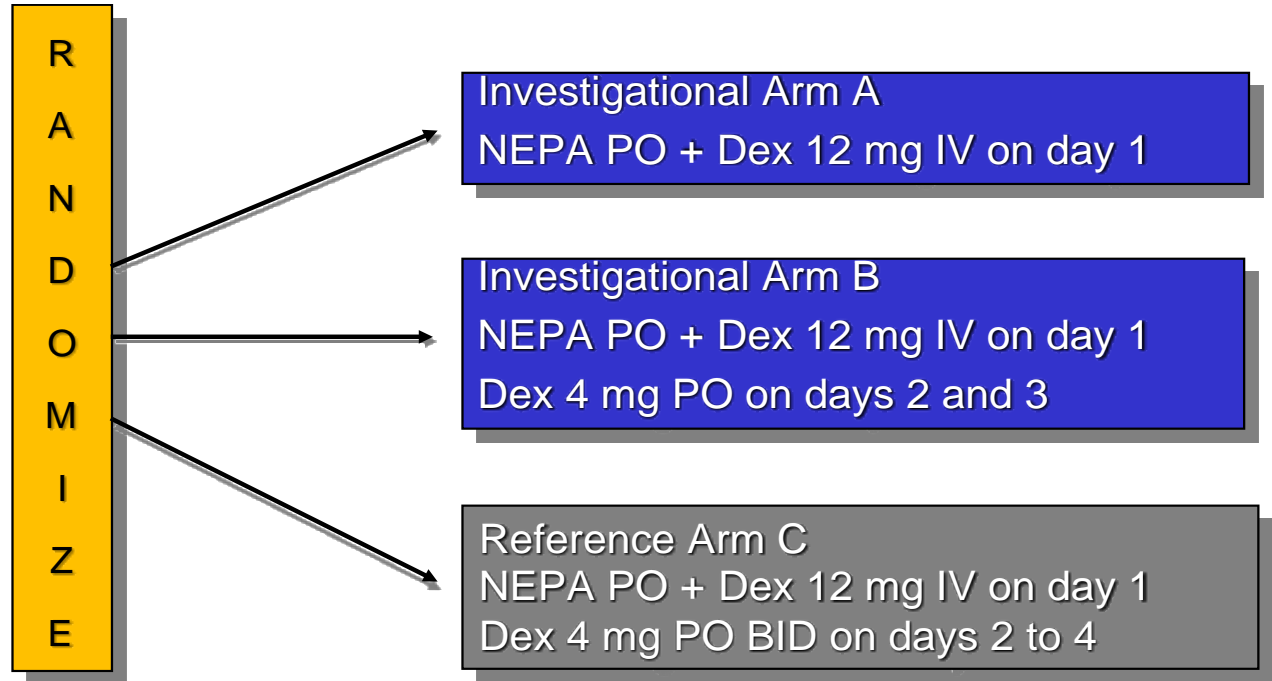 RANDOMIZE
Investigational Arm A
NEPA PO + Dex 12 mg IV on day 1
Investigational Arm B
NEPA PO + Dex 12 mg IV on day 1
Dex 4 mg PO on days 2 and 3
Reference Arm C
NEPA PO + Dex 12 mg IV on day 1
Dex 4 mg PO BID on days 2 to 4